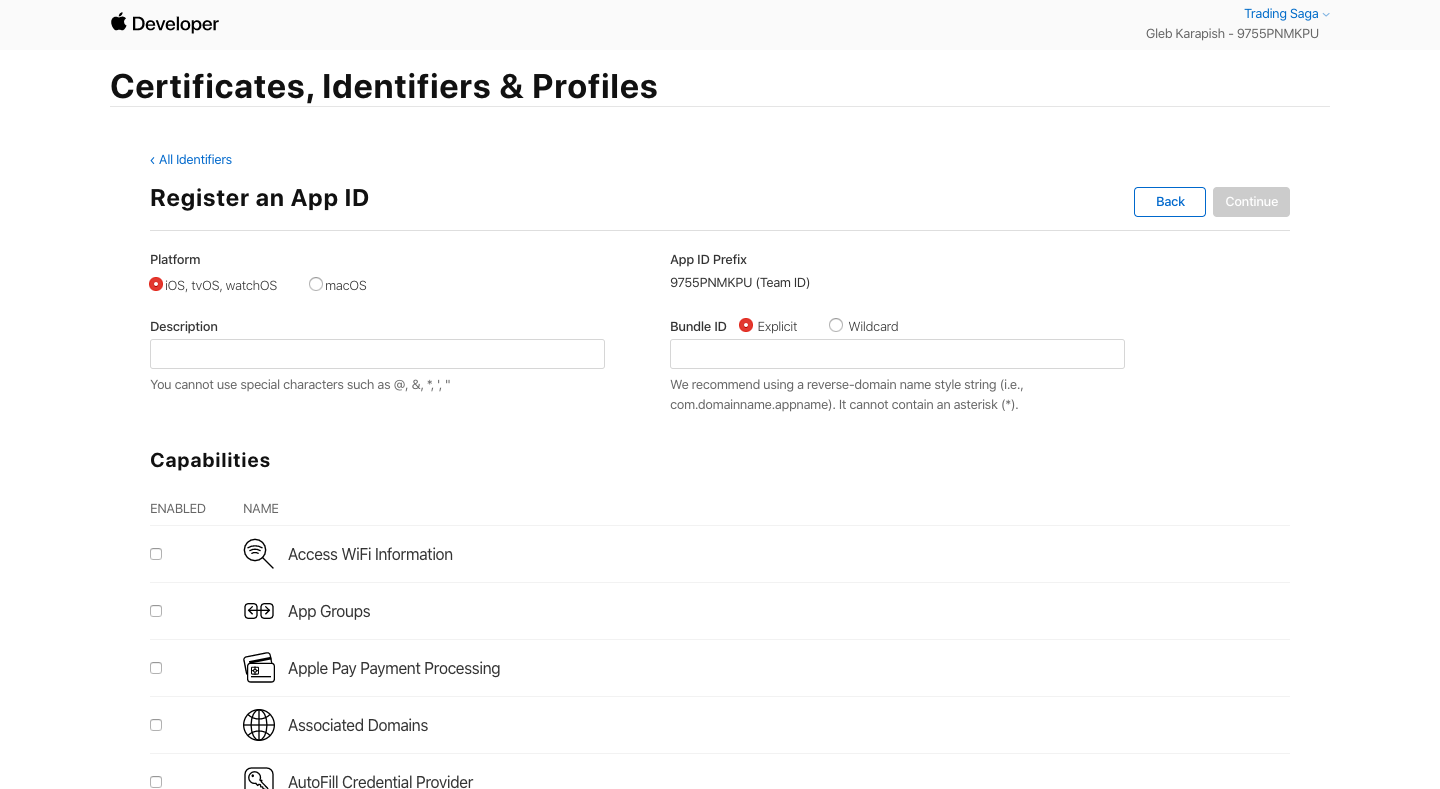 Developer
Trading Saga
Gleb Karapish - 9755PNMKPU
Certificates, Identifiers & Profiles
‹ All Identifiers
Register an App ID
Back
Continue
Platform
iOS, tvOS, watchOS
macOS
App ID Prefix
9755PNMKPU (Team ID)
Description
You cannot use special characters such as @, &, *, ', "
Bundle ID
Explicit
Wildcard
We recommend using a reverse-domain name style string (i.e.,
com.domainname.appname). It cannot contain an asterisk (*).
Capabilities
ENABLED
NAME
Access WiFi Information
App Groups
Apple Pay Payment Processing
Associated Domains
AutoFill Credential Provider